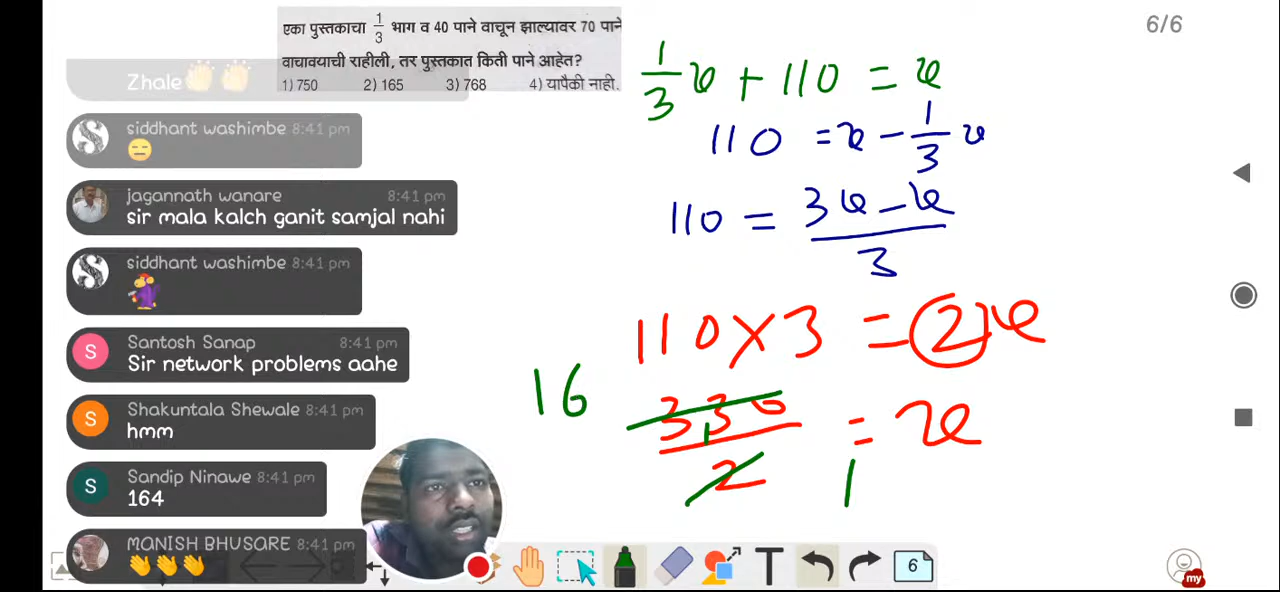 एका पुस्तकाचा 1/3 भाग व 40 पाने वाचून झाल्यावर 70 पाने
वाचावयाची राहीली, तर पुस्तकात किती पाने आहेत?
1) 750 2) 165 3) 768 4) यापैकी नाही.
6/6
Zhale 👏 👏
siddhant washimbe 8:41 pm
😑
jagannath wanare 8:41 pm
sir mala kalch ganit samjal nahi
siddhant washimbe 8:41 pm
Santosh Sanap 8:41 pm
Sir network problems aahe
Shakuntala Shewale 8:41 pm
hmm
Sandip Ninawe 8:41 pm
164
MANISH BHUSARE 8:41 pm
👏👏👏
S
S
S
1/3 x + 110 = x
110 = x - 1/3 x
110 = 3x - x / 3
110 × 3 = 2x
16
330 / 2 = x
1
T
6
my